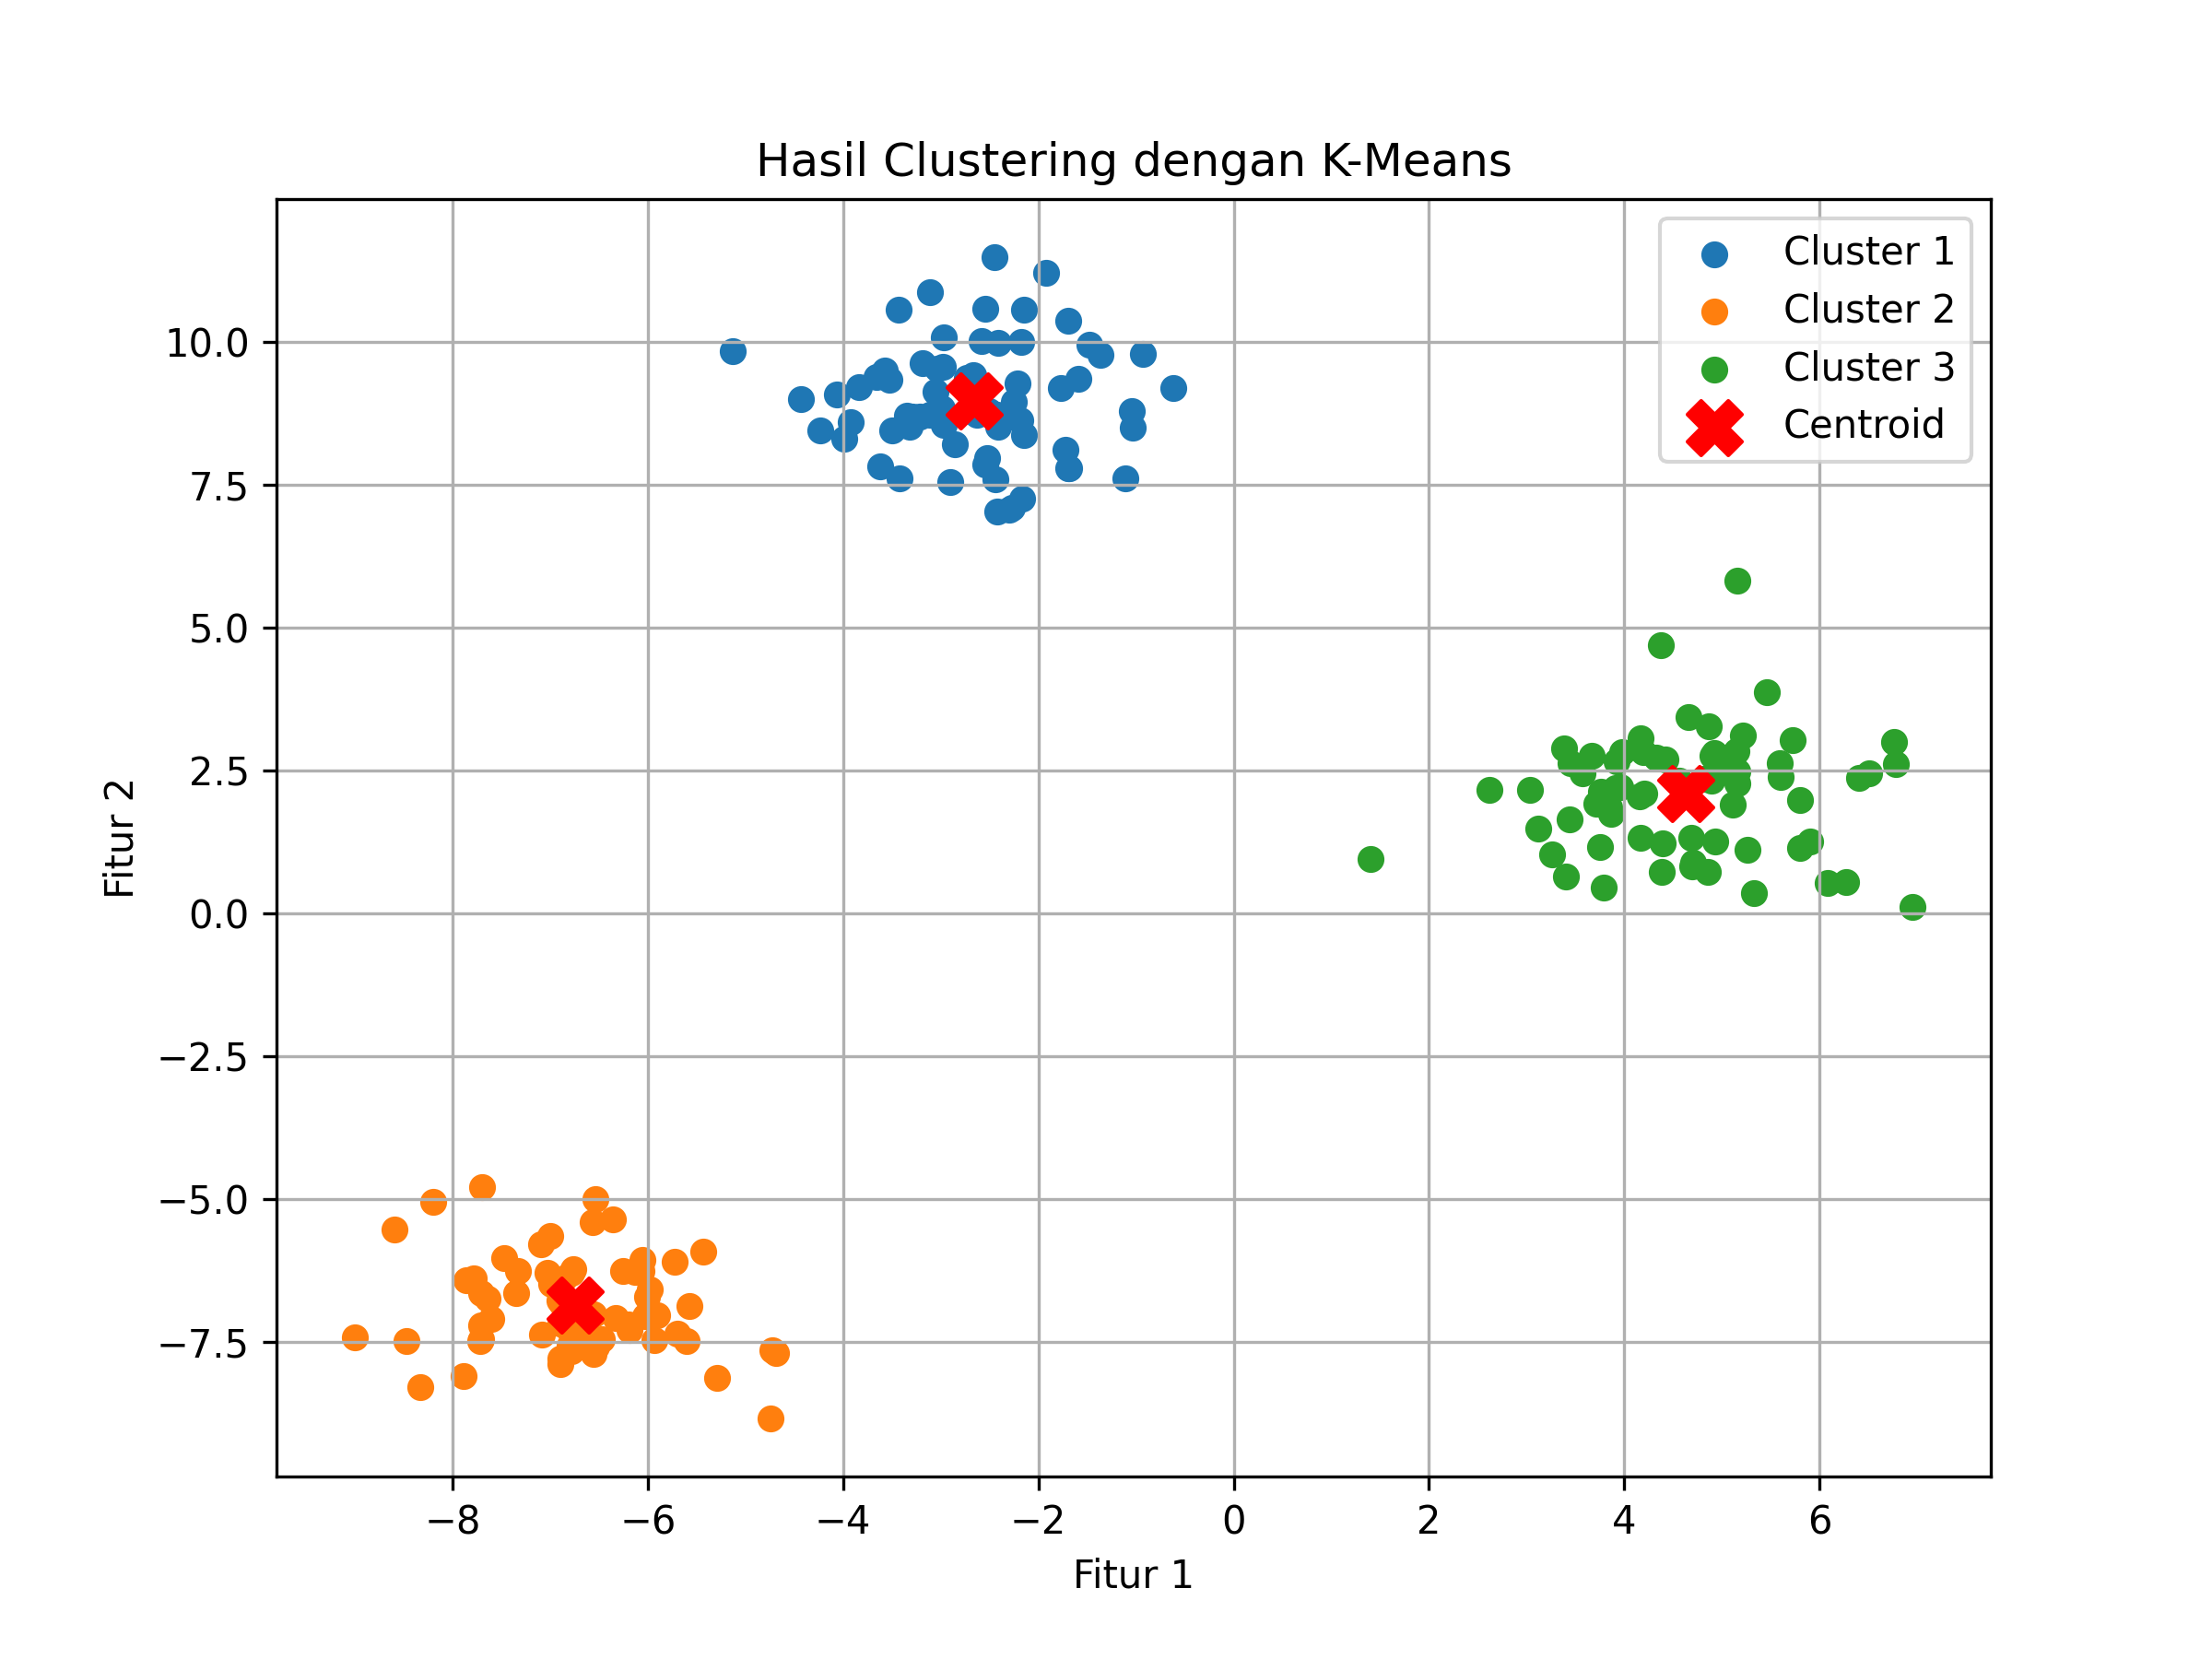 Hasil Clustering dengan K-Means
Cluster 1
Cluster 2
Cluster 3
Centroid
10.0
7.5
5.0
2.5
0.0
−2.5
−5.0
−7.5
Fitur 2
−8 −6 −4 −2 0 2 4 6
Fitur 1